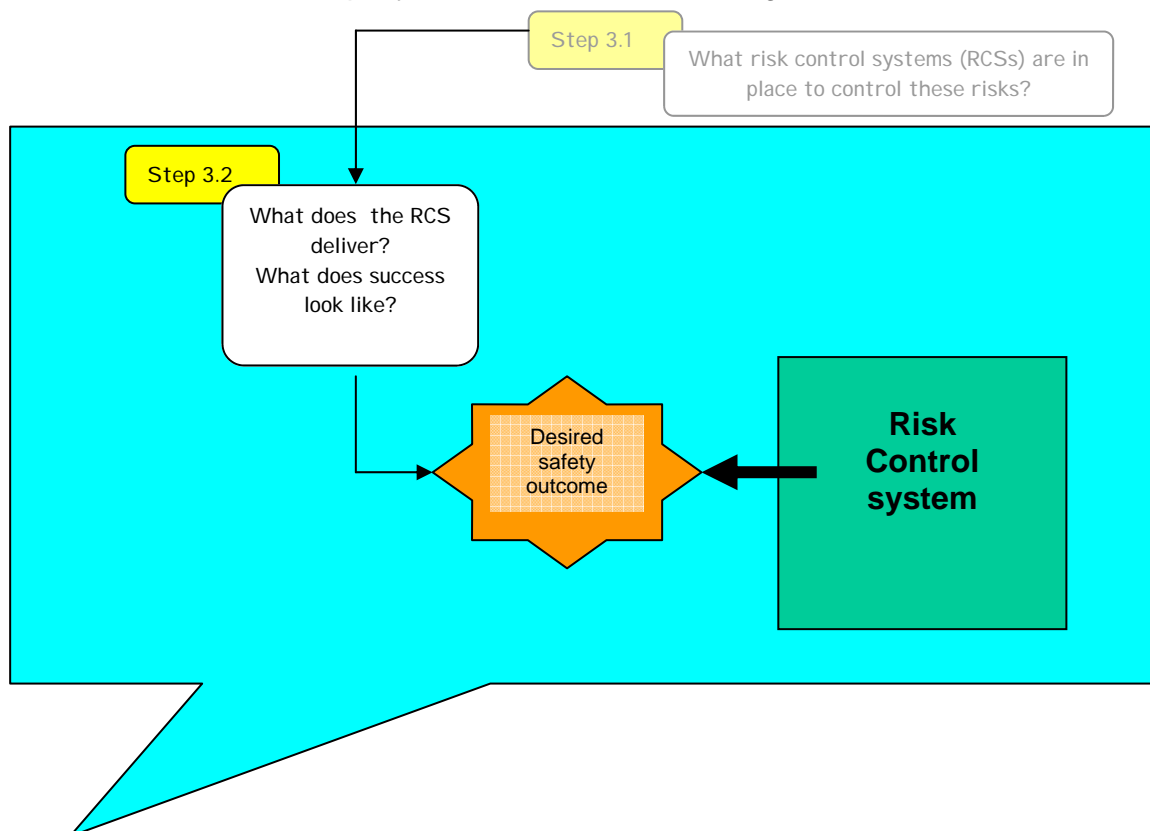 Step 3.1
What risk control systems (RCSs) are in
place to control these risks?
Step 3.2
What does the RCS
deliver?
What does success
look like?
Desired
safety
outcome
Risk
Control
system